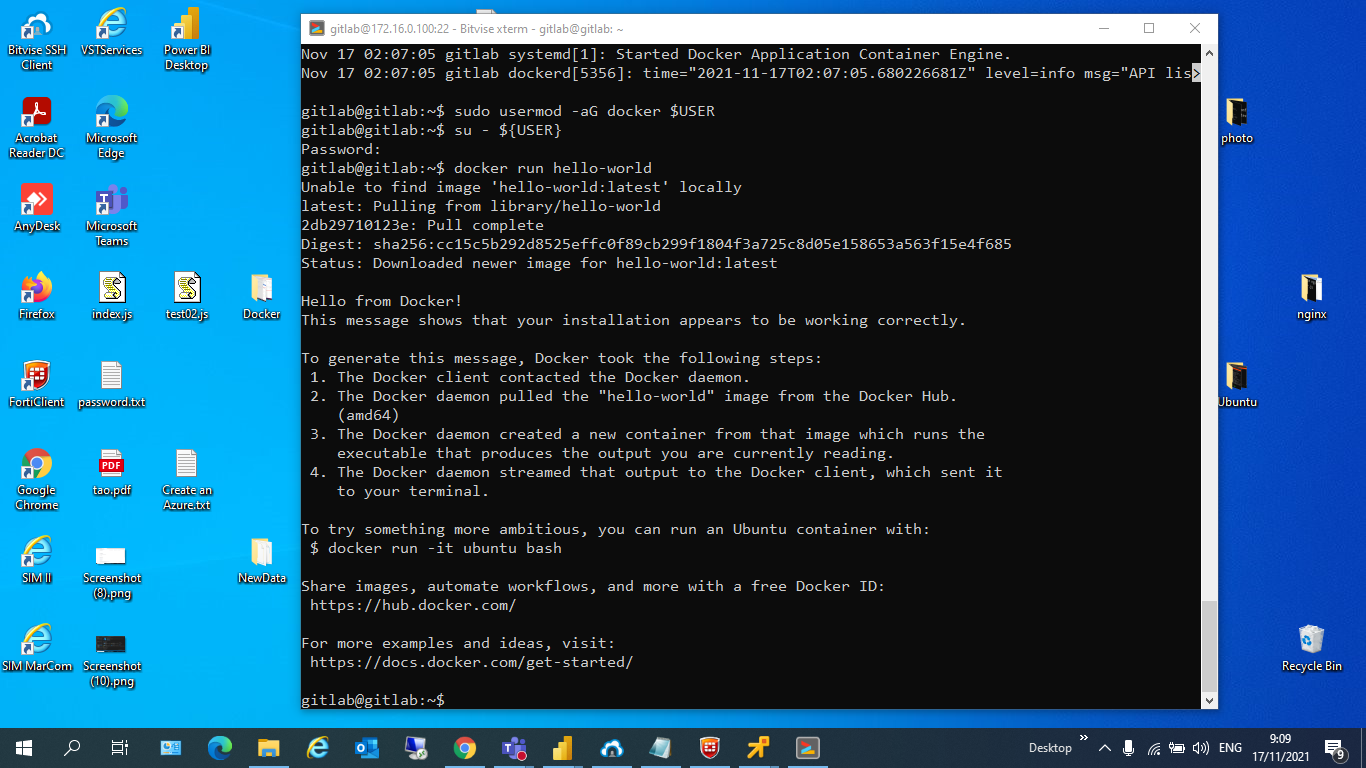 gitlab@172.16.0.100:22 - Bitvise xterm - gitlab@gitlab: ~
Nov 17 02:07:05 gitlab systemd[1]: Started Docker Application Container Engine.
Nov 17 02:07:05 gitlab dockerd[5356]: time="2021-11-17T02:07:05.680226681Z" level=info msg="API lis>
gitlab@gitlab:~$ sudo usermod -aG docker $USER
gitlab@gitlab:~$ su - ${USER}
Password:
gitlab@gitlab:~$ docker run hello-world
Unable to find image 'hello-world:latest' locally
latest: Pulling from library/hello-world
2db29710123e: Pull complete
Digest: sha256:cc15c5b292d8525effc0f89cb299f1804f3a725c8d05e158653a563f15e4f685
Status: Downloaded newer image for hello-world:latest
Hello from Docker!
This message shows that your installation appears to be working correctly.
To generate this message, Docker took the following steps:
1. The Docker client contacted the Docker daemon.
2. The Docker daemon pulled the "hello-world" image from the Docker Hub.
(amd64)
3. The Docker daemon created a new container from that image which runs the
executable that produces the output you are currently reading.
4. The Docker daemon streamed that output to the Docker client, which sent it
to your terminal.
To try something more ambitious, you can run an Ubuntu container with:
$ docker run -it ubuntu bash
Share images, automate workflows, and more with a free Docker ID:
https://hub.docker.com/
For more examples and ideas, visit:
https://docs.docker.com/get-started/
gitlab@gitlab:~$
Bitvise SSH
Client
VSTServices
Power BI
Desktop
Acrobat
Reader DC
Microsoft
Edge
AnyDesk
Microsoft
Teams
Firefox
index.js
test02.js
Docker
FortiClient
password.txt
Google
Chrome
PDF
tao.pdf
Create an
Azure.txt
SIM II
Screenshot
(8).png
NewData
SIM MarCom
Screenshot
(10).png
photo
nginx
Ubuntu
Recycle Bin
Desktop
ENG
9:09
17/11/2021
9